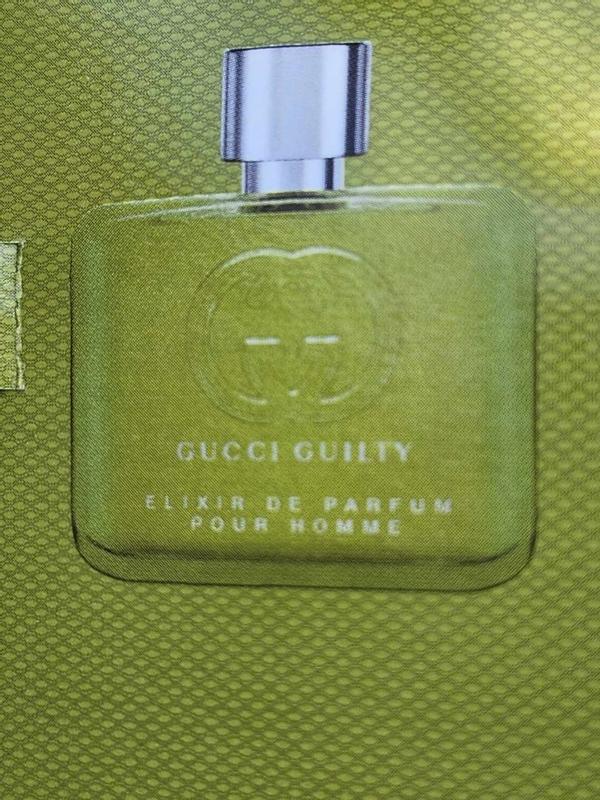 GUCCI GUILTY
ELIXIR DE PARFUM
POUR HOMME